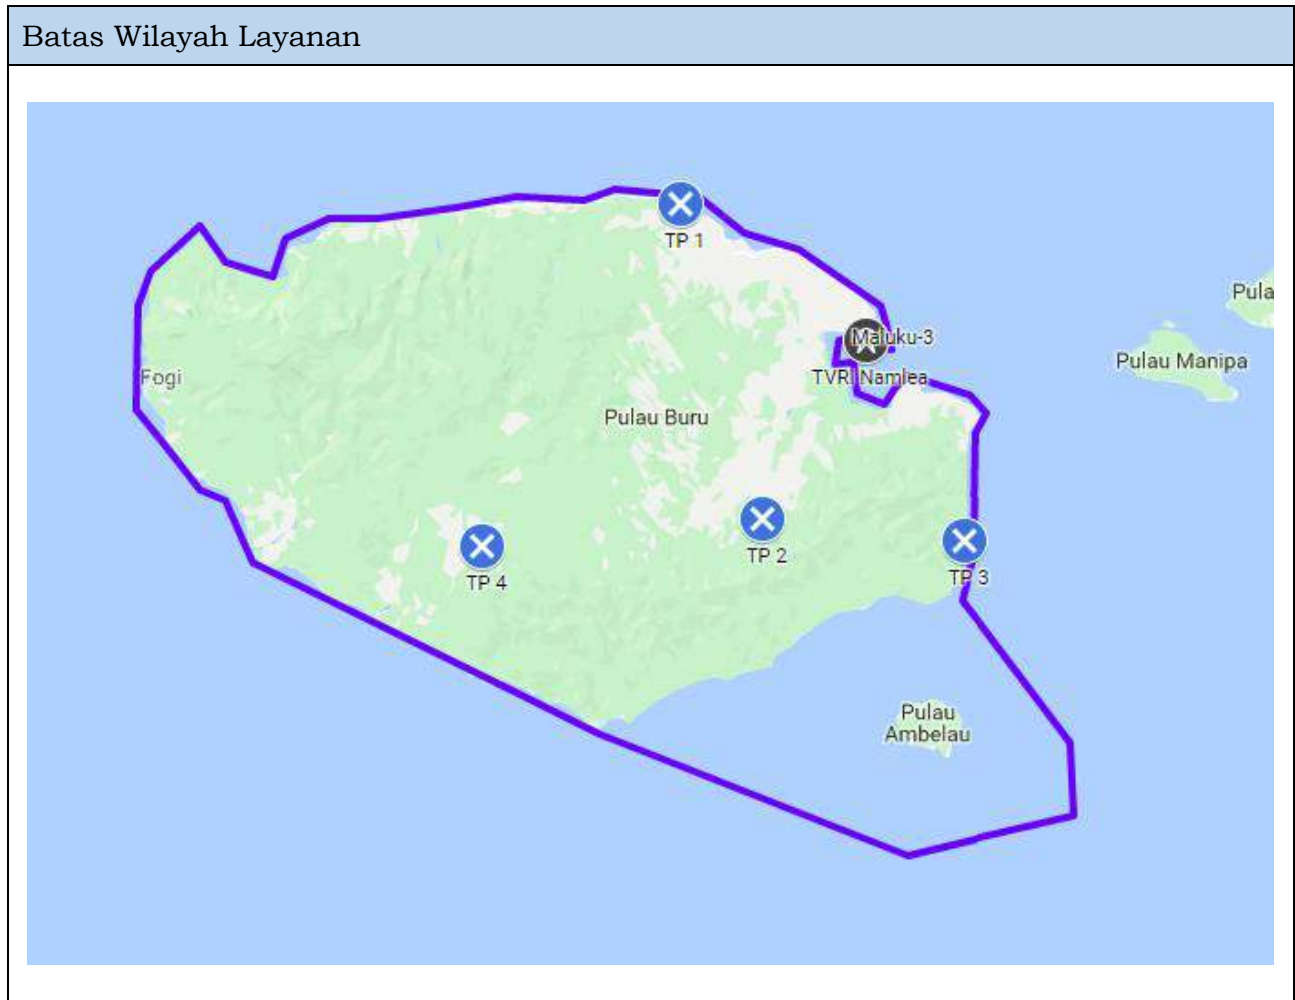 Batas Wilayah Layanan
TP 1
Pula
Maluku-3
Pulau Manipa
TVRI Namlea
Fogi
Pulau Buru
TP 2
TP 4
TP 3
Pulau
Ambelau